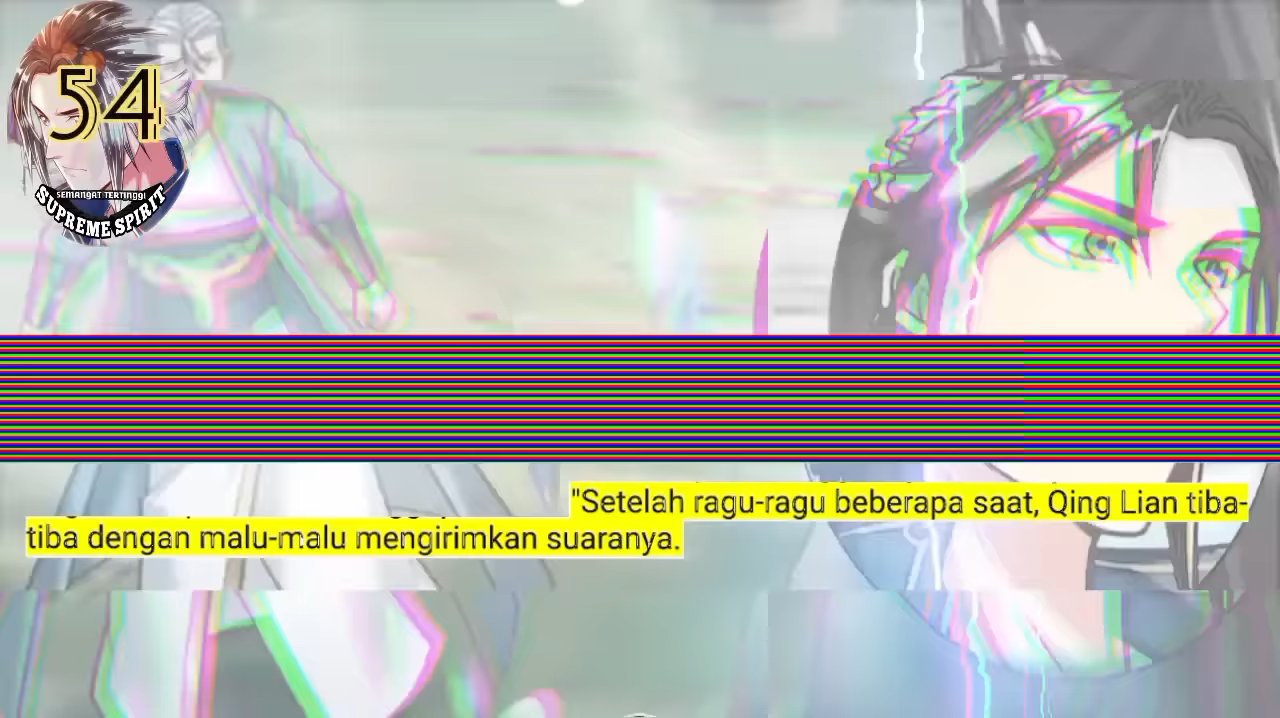 54
SEMANGAT TERTINGGI
SUPREME SPIRIT
"Setelah ragu-ragu beberapa saat, Qing Lian tiba-
tiba dengan malu-malu mengirimkan suaranya.